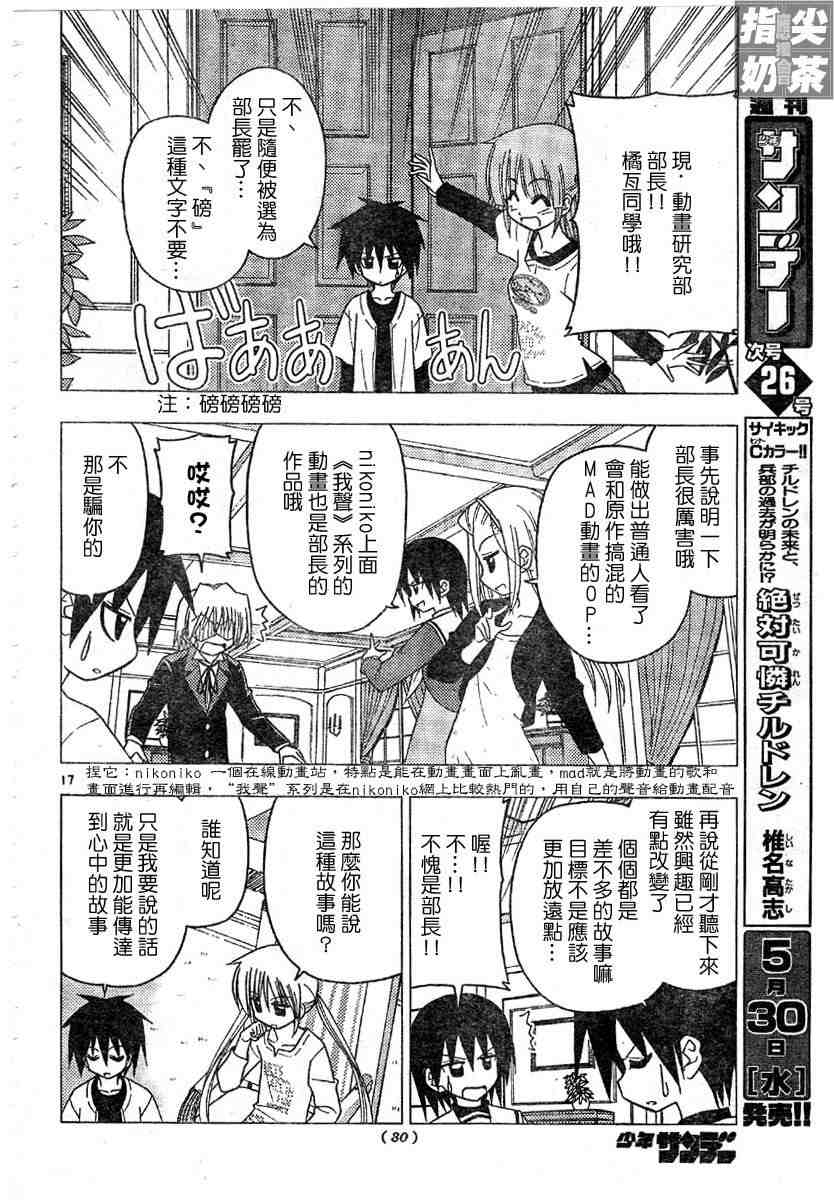 現・動畫研究部
部長!!
橘亙同學哦!!
不、
只是隨便被選為
部長罷了…
不、『磅』
這種文字不要…
ばぁああぁん
注：磅磅磅磅
事先說明一下
部長很厲害哦
能做出普通人看了
會和原作搞混的
MAD動畫的OP…
nikoniko上面
《我聲》系列的
動畫也是部長的
作品哦
哎哎?
不
那是騙你的
17
捏它：nikoniko 一個在線動畫站，特點是能在動畫畫面上亂畫，mad就是將動畫的歌和
畫面進行再編輯，“我聲”系列是在nikoniko網上比較熱門的，用自己的聲音給動畫配音
再說從剛才聽下來
雖然興趣已經
有點改變了
個個都是
差不多的故事嘛
目標不是應該
更加放遠點…
喔!!
不…!!
不愧是部長!!
那麼你能說
這種故事嗎?
誰知道呢
只是我要說的話
就是更加能傳達
到心中的故事
(30)
指尖
奶茶
週刊
少年
サンデー
次号
26
号
サイキック
Cカラー!!
チルドレンの未来と、
兵部の過去が明らかに!?
絶対可憐チルドレン
ぜったいかれん
椎名高志
しいなたかし
5月30日
[水]
発売!!
少年サンデー